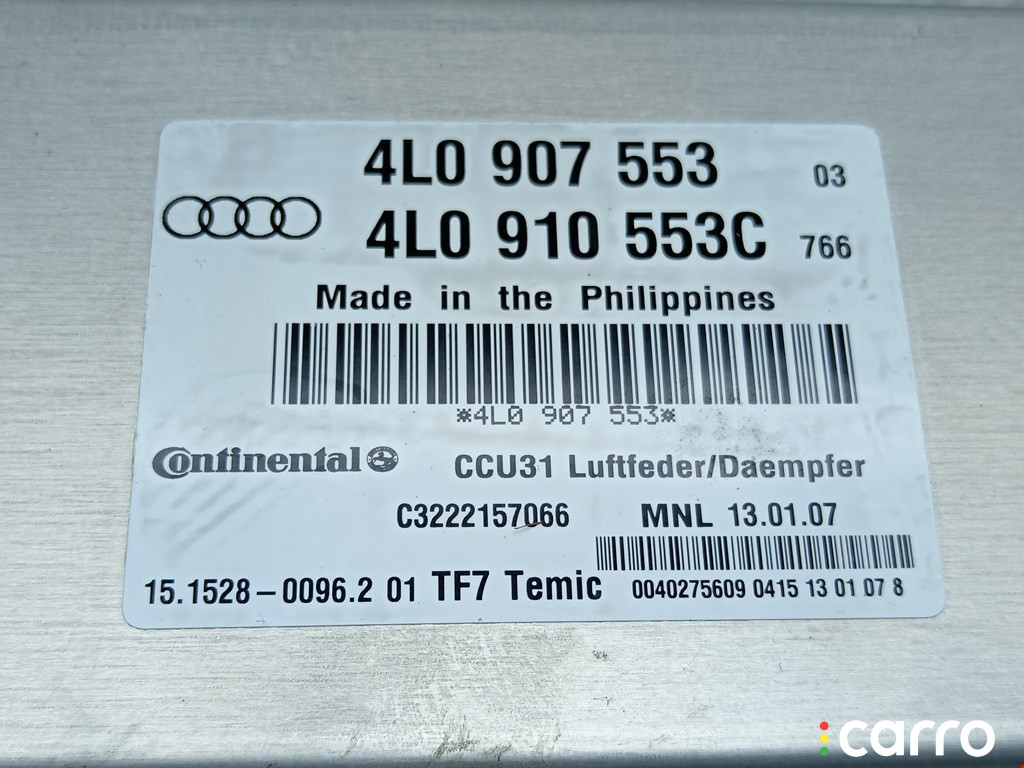 4L0 907 553 03
4L0 910 553C 766
Made in the Philippines
*4L0 907 553*
Continental CCU31 Luftfeder/Daempfer
C3222157066 MNL 13.01.07
15.1528-0096.2 01 TF7 Temic 0040275609 0415 13 01 07 8
carro